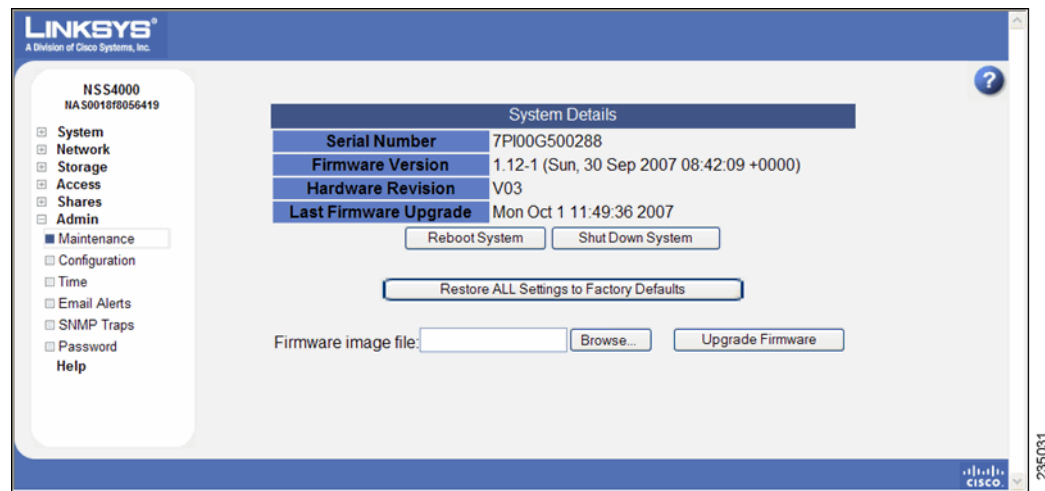 LINKSYS®
A Division of Cisco Systems, Inc.
NSS4000
NAS0018f8056419
System
Network
Storage
Access
Shares
Admin
Maintenance
Configuration
Time
Email Alerts
SNMP Traps
Password
Help
?
System Details
Serial Number 7PI00G500288
Firmware Version 1.12-1 (Sun, 30 Sep 2007 08:42:09 +0000)
Hardware Revision V03
Last Firmware Upgrade Mon Oct 1 11:49:36 2007
Reboot System Shut Down System
Restore ALL Settings to Factory Defaults
Firmware image file: Browse... Upgrade Firmware
CISCO.
235031